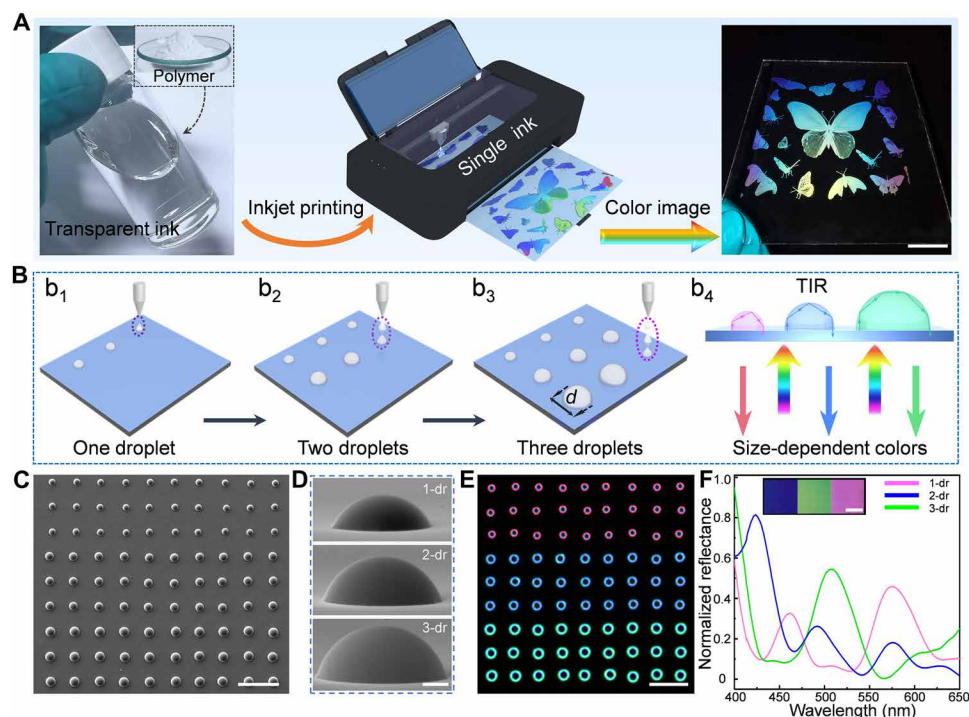 A
Polymer
Transparent ink
Inkjet printing
Single ink
Color image
B
b1
b2
b3
b4
TIR
d
One droplet
Two droplets
Three droplets
Size-dependent colors
C
D
1-dr
2-dr
3-dr
E
F
1-dr
2-dr
3-dr
Normalized reflectance
1.0
0.8
0.6
0.4
0.2
0
400
450
500
550
600
650
Wavelength (nm)